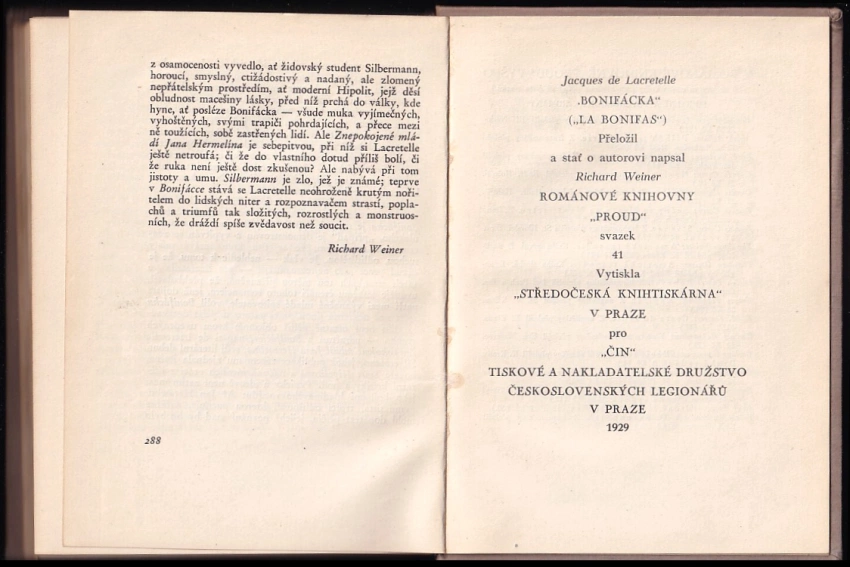 z osamocenosti vyvedlo, ať židovský student Silbermann,
horoucí, smyslný, ctižádostivý a nadaný, ale zlomený
nepřátelským prostředím, ať moderní Hipolit, jejž děsí
obludnost macešiny lásky, před níž prchá do války, kde
hyne, ať posléze Bonifácka — všude muka vyjímečných,
vyhoštěných, svými trapiči pohrdajících, a přece mezi
ně toužících, sobě zastřených lidí. Ale Znepokojené mlá-
dí Jana Hermelina je sebepitvou, při níž si Lacretelle
ještě netroufá; či že do vlastního dotud příliš bolí, či
že ruka není ještě dost zkušenou? Ale nabývá při tom
jistoty a umu. Silbermann je zlo, jež je známé; teprve
v Bonifácce stává se Lacretelle neohroženě krutým noři-
telem do lidských niter a rozpoznavačem strastí, popla-
chů a triumfů tak složitých, rozrostlých a monstruos-
ních, že dráždí spíše zvědavost než soucit.
Richard Weiner
288
Jacques de Lacretelle
„BONIFÁCKA“
(„LA BONIFAS“)
Přeložil
a stať o autorovi napsal
Richard Weiner
ROMÁNOVÉ KNIHOVNY
„PROUD“
svazek
41
Vytiskla
„STŘEDOČESKÁ KNIHTISKÁRNA“
V PRAZE
pro
„ČIN“
TISKOVÉ A NAKLADATELSKÉ DRUŽSTVO
ČESKOSLOVENSKÝCH LEGIONÁŘŮ
V PRAZE
1929